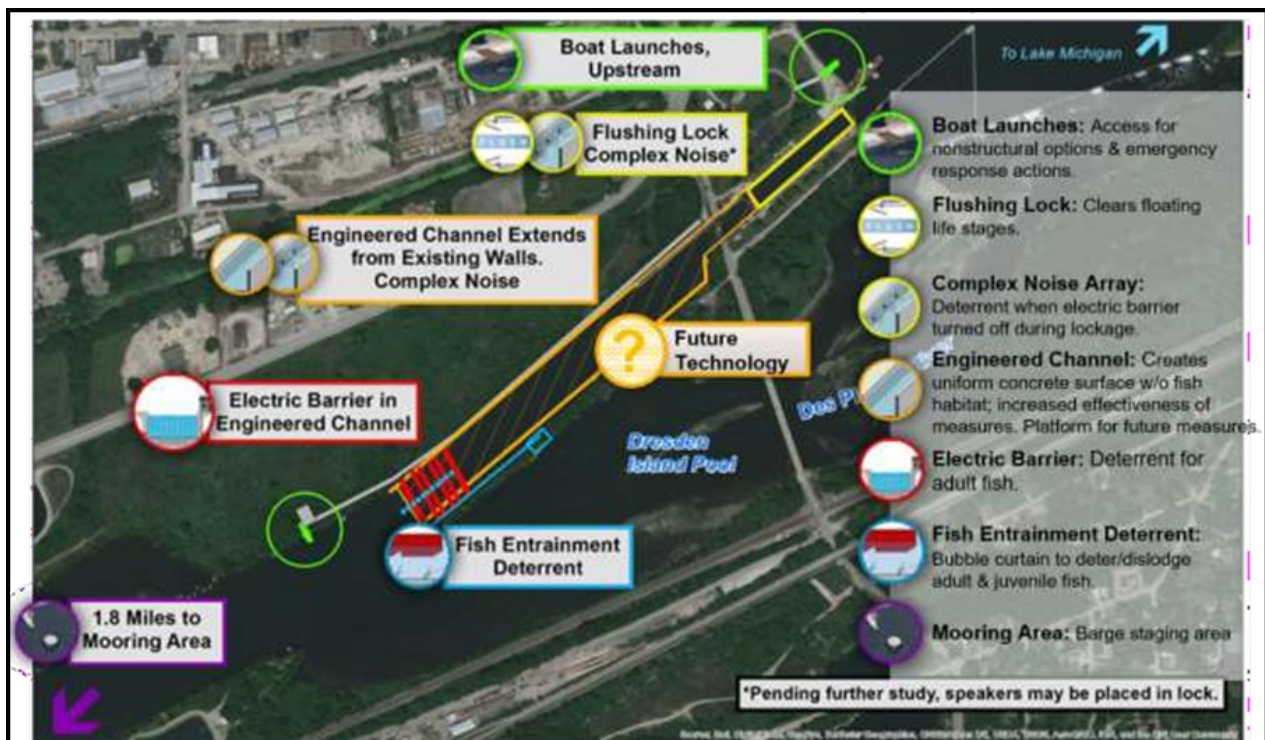 Boat Launches,
Upstream
To Lake Michigan
Flushing Lock
Complex Noise*
Engineered Channel Extends
from Existing Walls.
Complex Noise
?
Future
Technology
Electric Barrier in
Engineered Channel
Des
Dresden
Island Pool
Fish Entrainment
Deterrent
1.8 Miles to
Mooring Area
Boat Launches: Access for
nonstructural options & emergency
response actions.
FLUSH
Flushing Lock: Clears floating
life stages.
Complex Noise Array:
Deterrent when electric barrier
turned off during lockage.
Engineered Channel: Creates
uniform concrete surface w/o fish
habitat; increased effectiveness of
measures. Platform for future measures.
Electric Barrier: Deterrent for
adult fish.
Fish Entrainment Deterrent:
Bubble curtain to deter/dislodge
adult & juvenile fish.
Mooring Area: Barge staging area
*Pending further study, speakers may be placed in lock.